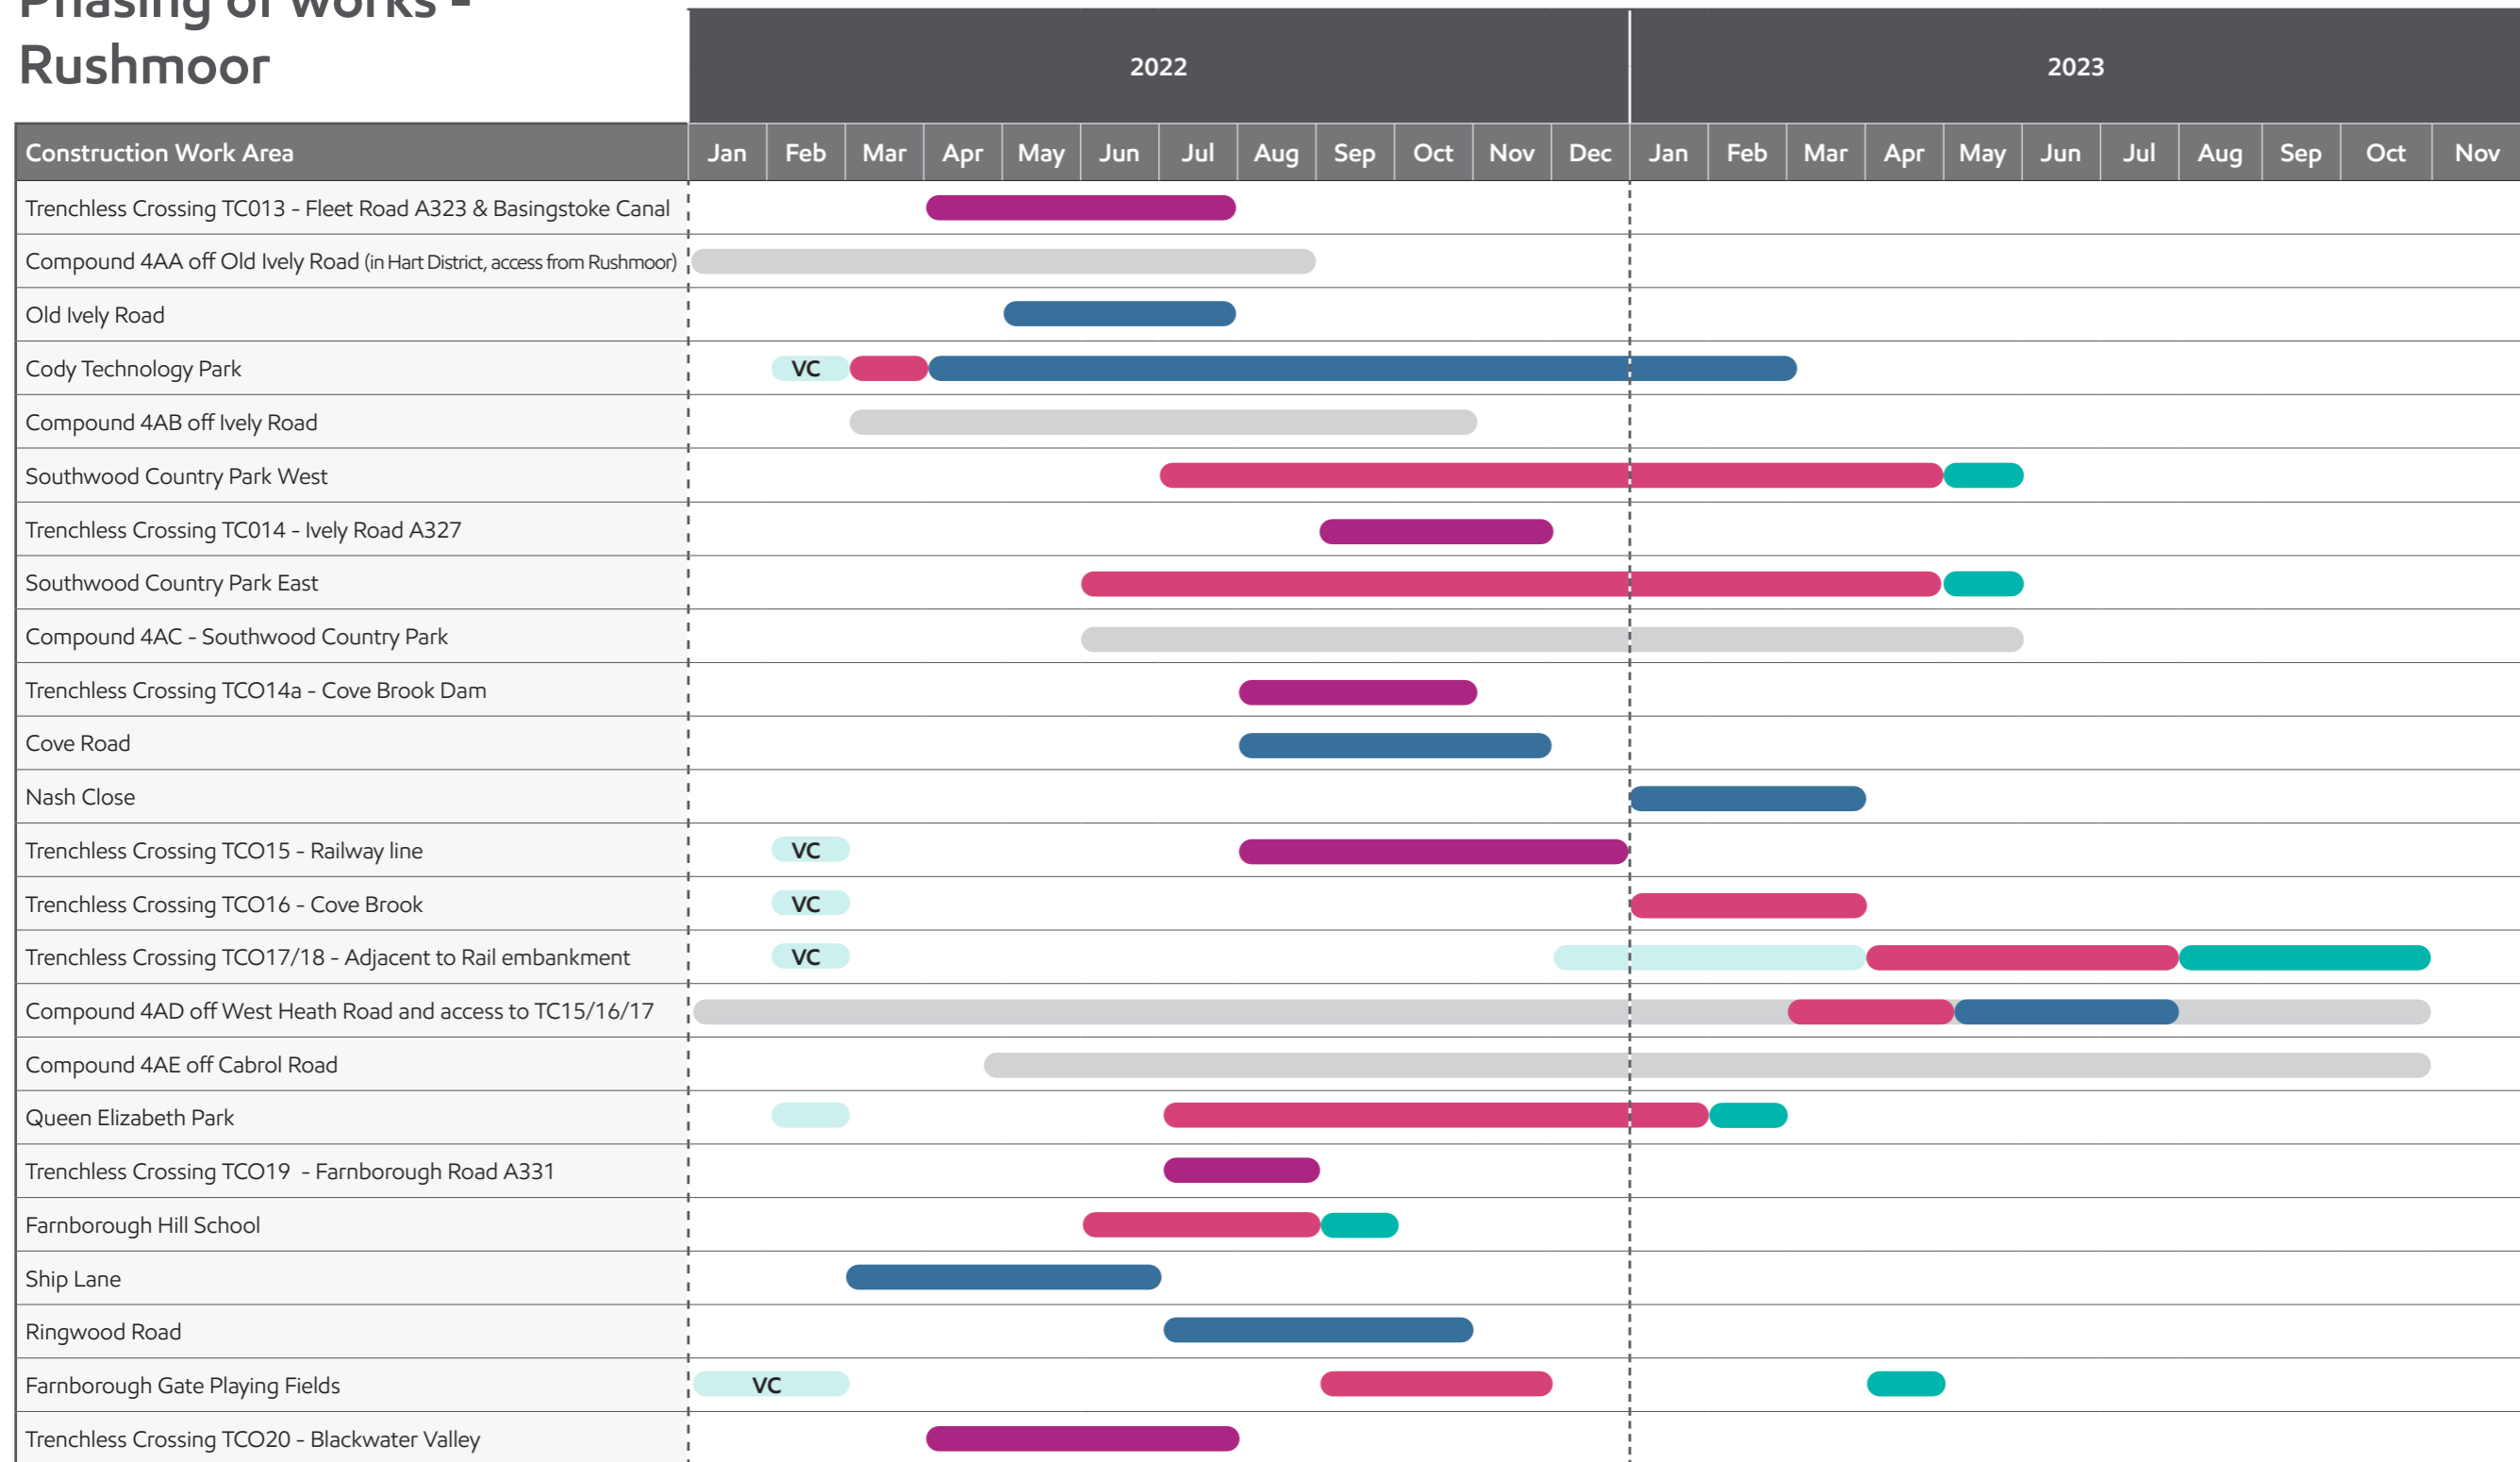 Phasing of works -
Rushmoor
2022 2023
Construction Work Area Jan Feb Mar Apr May Jun Jul Aug Sep Oct Nov Dec Jan Feb Mar Apr May Jun Jul Aug Sep Oct Nov
Trenchless Crossing TC013 - Fleet Road A323 & Basingstoke Canal
Compound 4AA off Old Ively Road (in Hart District, access from Rushmoor)
Old Ively Road
Cody Technology Park VC
Compound 4AB off Ively Road
Southwood Country Park West
Trenchless Crossing TC014 - Ively Road A327
Southwood Country Park East
Compound 4AC - Southwood Country Park
Trenchless Crossing TCO14a - Cove Brook Dam
Cove Road
Nash Close
Trenchless Crossing TCO15 - Railway line VC
Trenchless Crossing TCO16 - Cove Brook VC
Trenchless Crossing TCO17/18 - Adjacent to Rail embankment VC
Compound 4AD off West Heath Road and access to TC15/16/17
Compound 4AE off Cabrol Road
Queen Elizabeth Park
Trenchless Crossing TCO19 - Farnborough Road A331
Farnborough Hill School
Ship Lane
Ringwood Road
Farnborough Gate Playing Fields VC
Trenchless Crossing TCO20 - Blackwater Valley